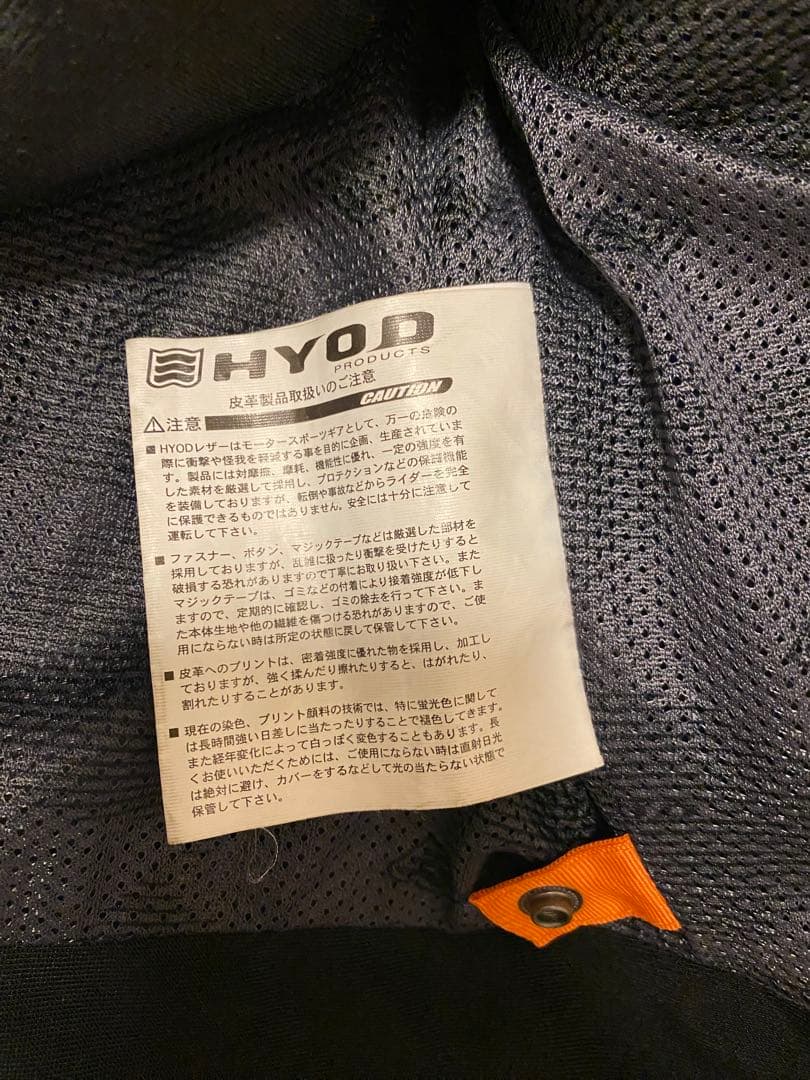 HYOD
PRODUCTS
皮革製品取扱いのご注意
⚠注意 CAUTION
■ HYODレザーはモータースポーツギアとして、万一の危険の
際に衝撃や怪我を軽減する事を目的に企画、生産されていま
す。製品には対摩擦、摩耗、機能性に優れ、一定の強度を有
した素材を厳選して採用し、プロテクションなどの保護機能
を装備しておりますが、転倒や事故などからライダーを完全
に保護できるものではありません。安全には十分に注意して
運転して下さい。
■ ファスナー、ボタン、マジックテープなどは厳選した部材を
採用しておりますが、乱雑に扱ったり衝撃を受けたりすると
破損する恐れがありますので丁寧にお取り扱い下さい。また
マジックテープは、ゴミなどの付着により接着強度が低下し
ますので、定期的に確認し、ゴミの除去を行って下さい。ま
た本体生地や他の繊維を傷つける恐れがありますので、ご使
用にならない時は所定の状態に戻して保管して下さい。
■ 皮革へのプリントは、密着強度に優れた物を採用し、加工し
ておりますが、強く揉んだり擦れたりすると、はがれたり、
割れたりすることがあります。
■ 現在の染色、プリント顔料の技術では、特に蛍光色に関して
は長時間強い日差しに当たったりすることで褪色してきます。
また経年変化によって白っぽく変色することもあります。長
くお使いいただくためには、ご使用にならない時は直射日光
は絶対に避け、カバーをするなどして光の当たらない状態で
保管して下さい。